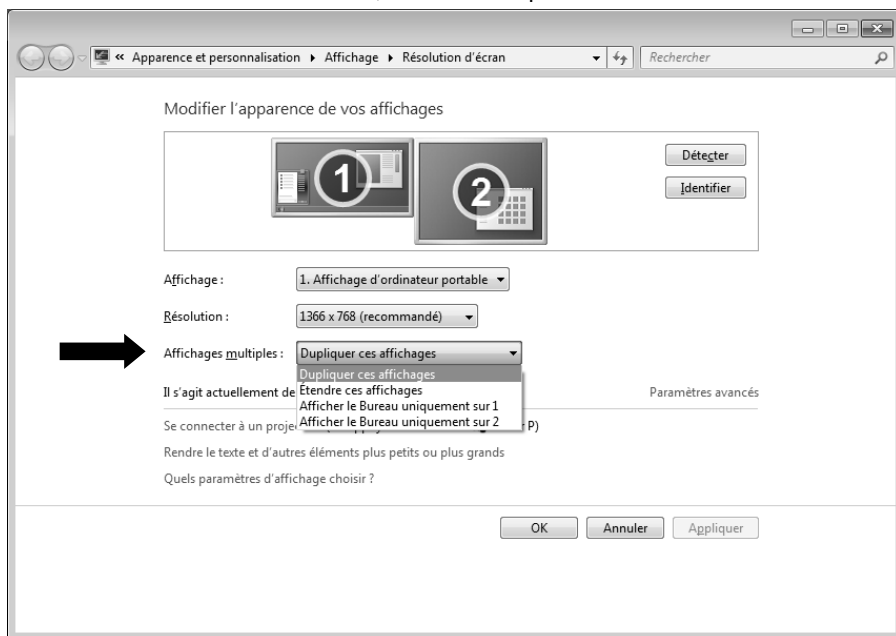 « Apparence et personnalisation ▸ Affichage ▸ Résolution d'écran Rechercher
Modifier l'apparence de vos affichages
1
2
Détecter
Identifier
Affichage : 1. Affichage d'ordinateur portable
Résolution : 1366 x 768 (recommandé)
Affichages multiples : Dupliquer ces affichages
Dupliquer ces affichages
Étendre ces affichages
Afficher le Bureau uniquement sur 1
Afficher le Bureau uniquement sur 2
Il s'agit actuellement de Paramètres avancés
Se connecter à un P)
Rendre le texte et d'autres éléments plus petits ou plus grands
Quels paramètres d'affichage choisir ?
OK Annuler Appliquer